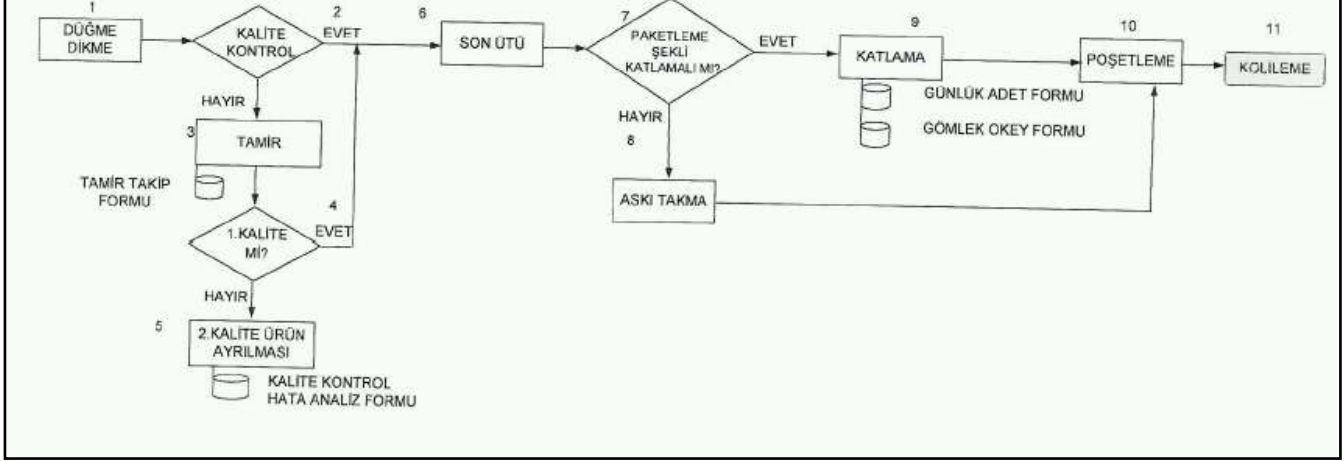 1
DÜĞME
DİKME
2
KALİTE
KONTROL
EVET
HAYIR
3
TAMİR
TAMİR TAKİP
FORMU
4
1.KALİTE
Mİ?
EVET
HAYIR
5
2.KALİTE ÜRÜN
AYRILMASI
KALİTE KONTROL
HATA ANALİZ FORMU
6
SON ÜTÜ
7
PAKETLEME
ŞEKLİ
KATLAMALI MI?
EVET
HAYIR
8
ASKI TAKMA
9
KATLAMA
GÜNLÜK ADET FORMU
GÖMLEK OKEY FORMU
10
POŞETLEME
11
KOLİLEME